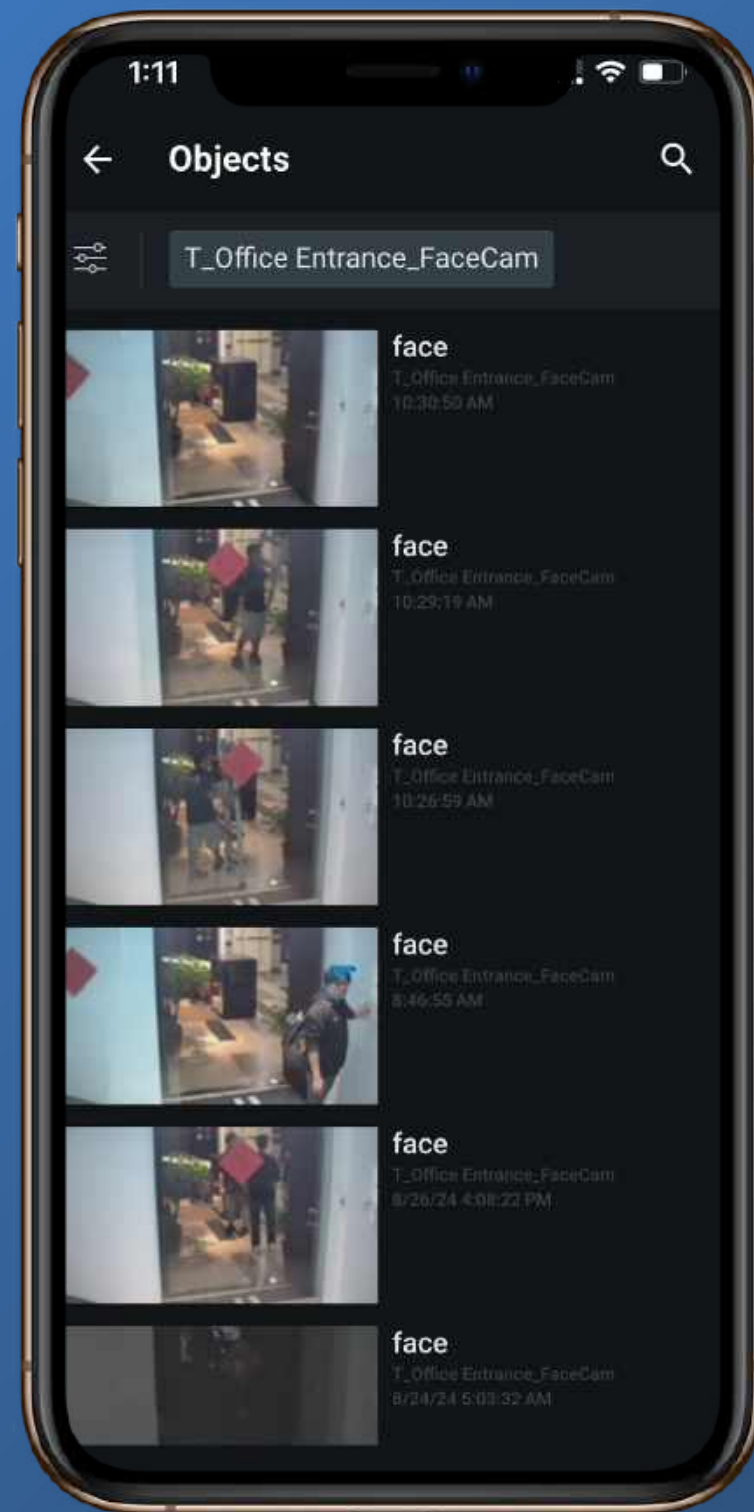 1:11
Objects
T_Office Entrance_FaceCam
face
T_Office Entrance_FaceCam
10:30:50 AM
face
T_Office Entrance_FaceCam
10:29:19 AM
face
T_Office Entrance_FaceCam
10:26:59 AM
face
T_Office Entrance_FaceCam
8:46:55 AM
face
T_Office Entrance_FaceCam
8/26/24 4:08:22 PM
face
T_Office Entrance_FaceCam
8/24/24 5:03:32 AM